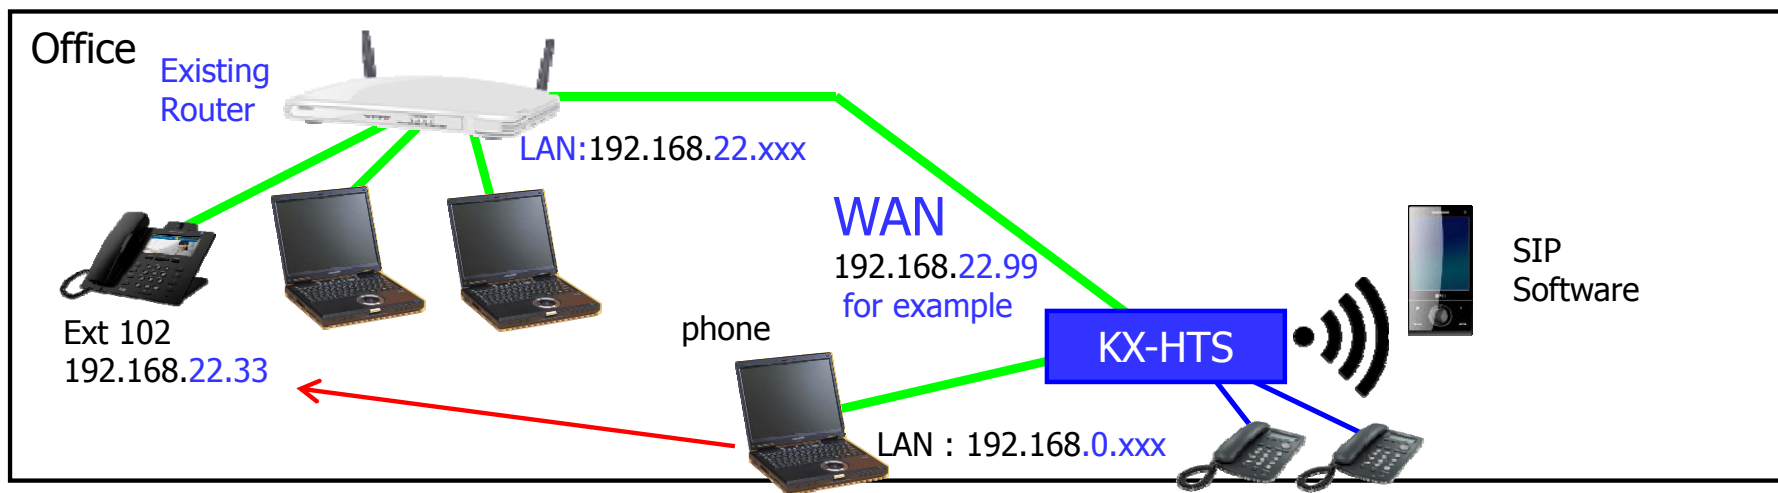 Office
Existing
Router
LAN:192.168.22.xxx
WAN
192.168.22.99
for example
SIP
Software
Ext 102
192.168.22.33
phone
KX-HTS
LAN : 192.168.0.xxx